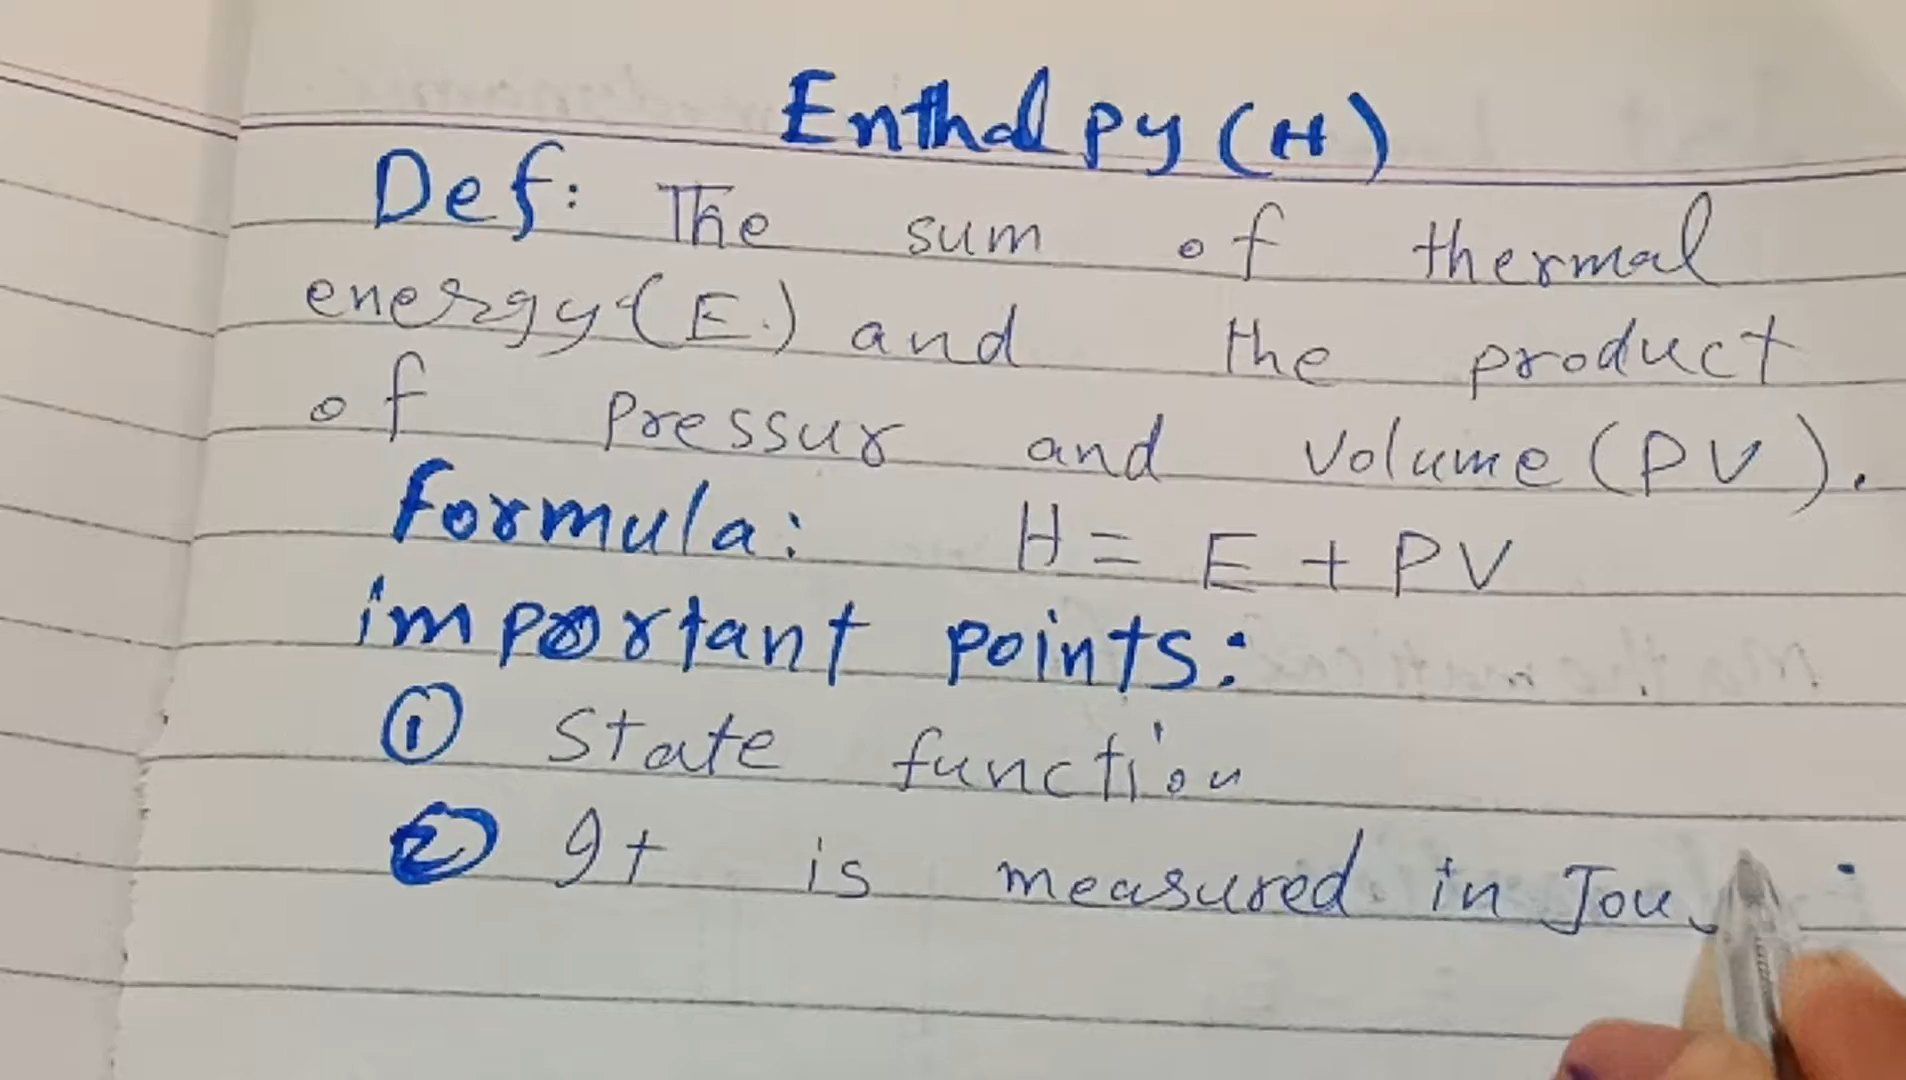 Enthalpy (H)
Def: The sum of thermal
energy (E) and the product
of pressur and volume (PV).
Formula: H = E + PV
important points:
① State function
② It is measured in Jou